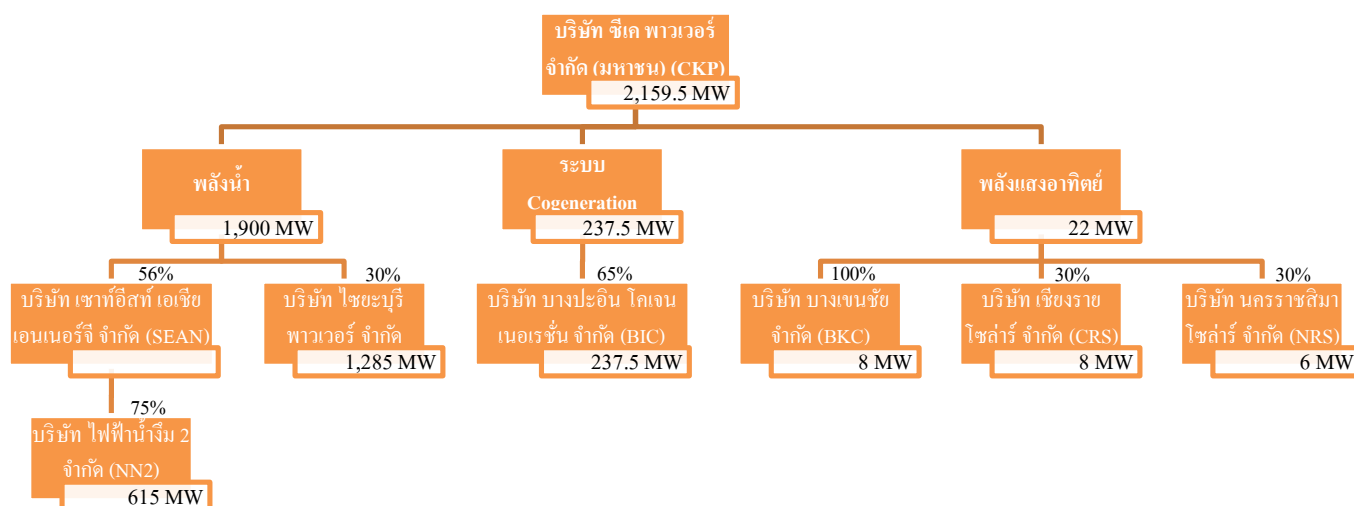 บริษัท ซีเค พาวเวอร์
จำกัด (มหาชน) (CKP)
2,159.5 MW
พลังน้ำ
1,900 MW
ระบบ
Cogeneration
237.5 MW
พลังแสงอาทิตย์
22 MW
56%
บริษัท เซาท์อีสท์ เอเชีย
เอนเนอร์จี จำกัด (SEAN)
30%
บริษัท ไซยะบุรี
พาวเวอร์ จำกัด
1,285 MW
65%
บริษัท บางปะอิน โคเจน
เนอเรชั่น จำกัด (BIC)
237.5 MW
100%
บริษัท บางเขนชัย
จำกัด (BKC)
8 MW
30%
บริษัท เชียงราย
โซล่าร์ จำกัด (CRS)
8 MW
30%
บริษัท นครราชสิมา
โซล่าร์ จำกัด (NRS)
6 MW
75%
บริษัท ไฟฟ้าน้ำงึม 2
จำกัด (NN2)
615 MW